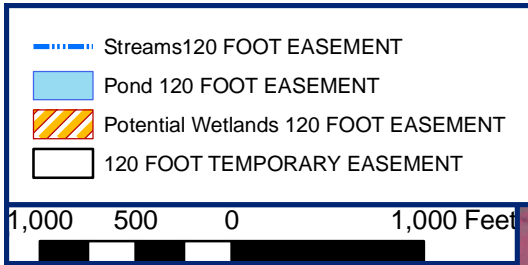 Streams120 FOOT EASEMENT
Pond 120 FOOT EASEMENT
Potential Wetlands 120 FOOT EASEMENT
120 FOOT TEMPORARY EASEMENT
1,000 500 0 1,000 Feet